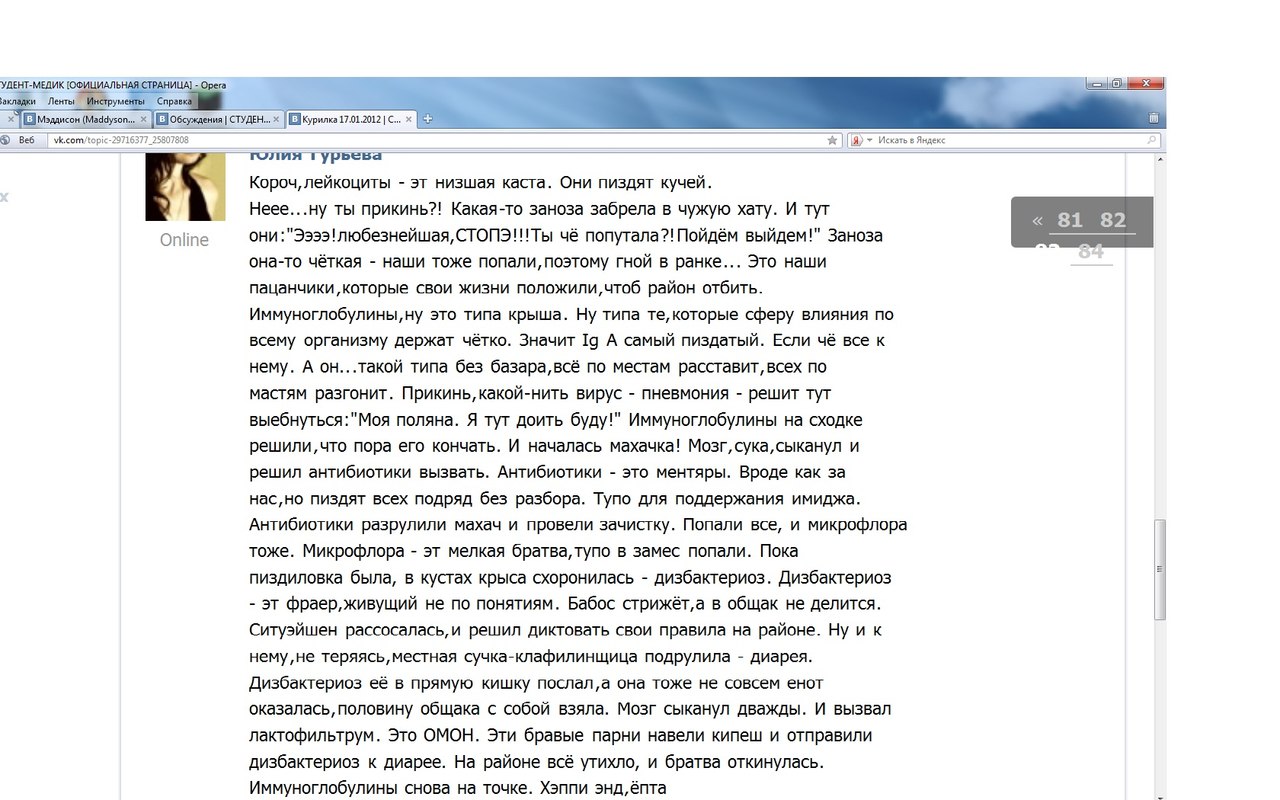 ТУДЕНТ-МЕДИК [ОФИЦИАЛЬНАЯ СТРАНИЦА] - Opera
Закладки Ленты Инструменты Справка
Мэддисон (Maddyson... Обсуждения | СТУДЕН... Курилка 17.01.2012 | С...
Веб vk.com/topic-29716377_25807808 Искать в Яндекс
Юлия Гурьева
Online
Короч,лейкоциты - эт низшая каста. Они пиздят кучей.
Неее...ну ты прикинь?! Какая-то заноза забрела в чужую хату. И тут
они:"Ээээ!любезнейшая,СТОПЭ!!!Ты чё попутала?!Пойдём выйдем!" Заноза
она-то чёткая - наши тоже попали,поэтому гной в ранке... Это наши
пацанчики,которые свои жизни положили,чтоб район отбить.
Иммуноглобулины,ну это типа крыша. Ну типа те,которые сферу влияния по
всему организму держат чётко. Значит Ig A самый пиздатый. Если чё все к
нему. А он...такой типа без базара,всё по местам расставит,всех по
мастям разгонит. Прикинь,какой-нить вирус - пневмония - решит тут
выебнуться:"Моя поляна. Я тут доить буду!" Иммуноглобулины на сходке
решили,что пора его кончать. И началась махачка! Мозг,сука,сыканул и
решил антибиотики вызвать. Антибиотики - это ментяры. Вроде как за
нас,но пиздят всех подряд без разбора. Тупо для поддержания имиджа.
Антибиотики разрулили махач и провели зачистку. Попали все, и микрофлора
тоже. Микрофлора - эт мелкая братва,тупо в замес попали. Пока
пиздиловка была, в кустах крыса схоронилась - дизбактериоз. Дизбактериоз
- эт фраер,живущий не по понятиям. Бабос стрижёт,а в общак не делится.
Ситуэйшен рассосалась,и решил диктовать свои правила на районе. Ну и к
нему,не теряясь,местная сучка-клафилинщица подрулила - диарея.
Дизбактериоз её в прямую кишку послал,а она тоже не совсем енот
оказалась,половину общака с собой взяла. Мозг сыканул дважды. И вызвал
лактофильтрум. Это ОМОН. Эти бравые парни навели кипеш и отправили
дизбактериоз к диарее. На районе всё утихло, и братва откинулась.
Иммуноглобулины снова на точке. Хэппи энд,ёпта
« 81 82
83 84